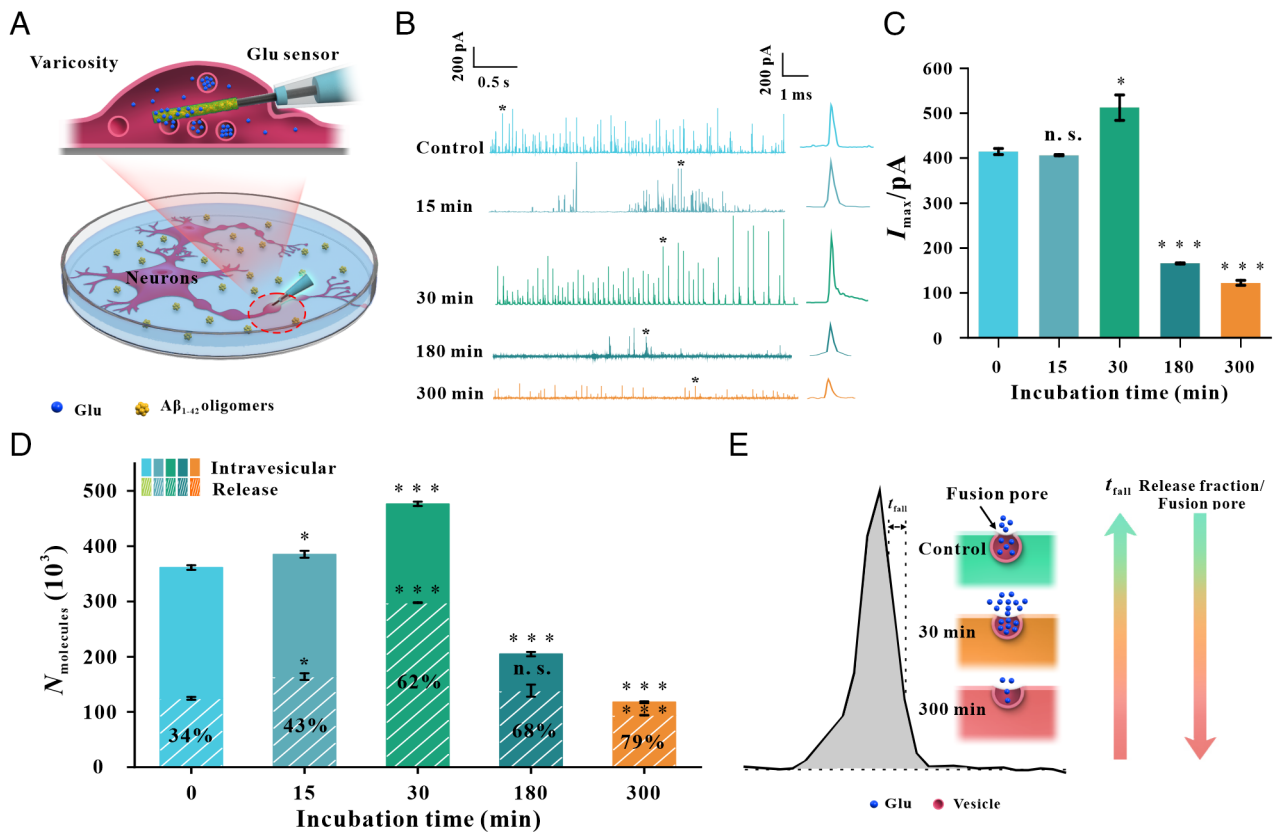 A
Varicosity
Glu sensor
Neurons
Glu
Aβ1-42 oligomers
B
200 pA
0.5 s
200 pA
1 ms
*
Control
*
15 min
*
30 min
*
180 min
*
300 min
C
600
500
400
300
200
100
0
Imax/pA
n. s.
*
* * *
* * *
0 15 30 180 300
Incubation time (min)
D
Intravesicular
Release
500
400
300
200
100
0
Nmolecules (10³)
34%
*
*
43%
* * *
* * *
62%
* * *
n. s.
68%
* * *
* * *
79%
0 15 30 180 300
Incubation time (min)
E
tfall
Fusion pore
Control
30 min
300 min
tfall
Release fraction/
Fusion pore
Glu
Vesicle